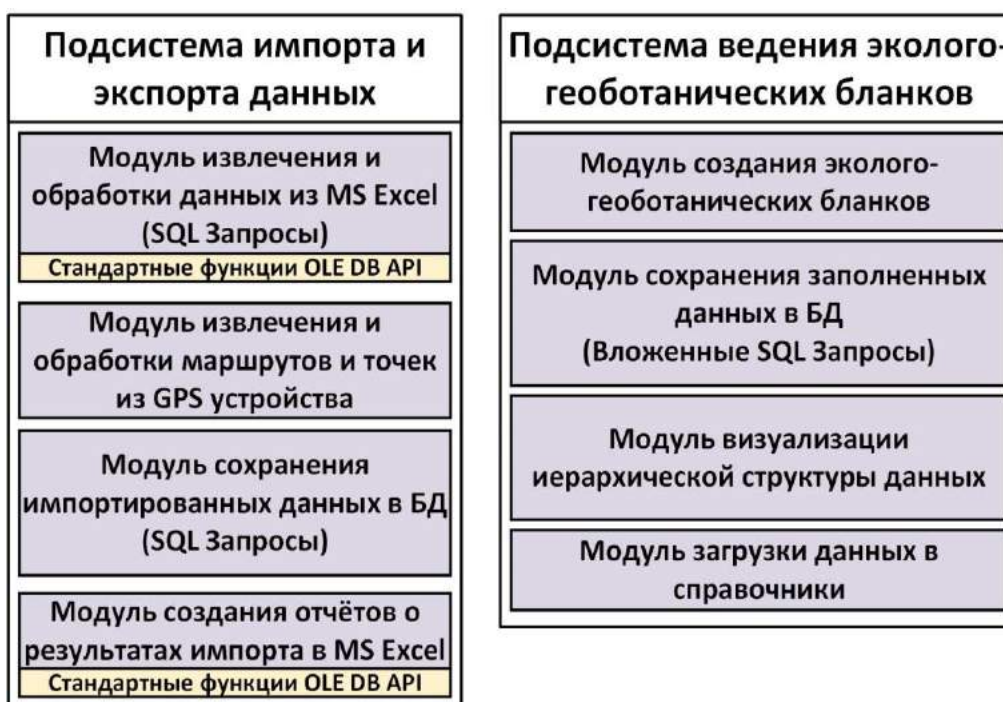 Подсистема импорта и
экспорта данных
Модуль извлечения и
обработки данных из MS Excel
(SQL Запросы)
Стандартные функции OLE DB API
Модуль извлечения и
обработки маршрутов и точек
из GPS устройства
Модуль сохранения
импортированных данных в БД
(SQL Запросы)
Модуль создания отчётов о
результатах импорта в MS Excel
Стандартные функции OLE DB API
Подсистема ведения эколого-
геоботанических бланков
Модуль создания эколого-
геоботанических бланков
Модуль сохранения заполненных
данных в БД
(Вложенные SQL Запросы)
Модуль визуализации
иерархической структуры данных
Модуль загрузки данных в
справочники